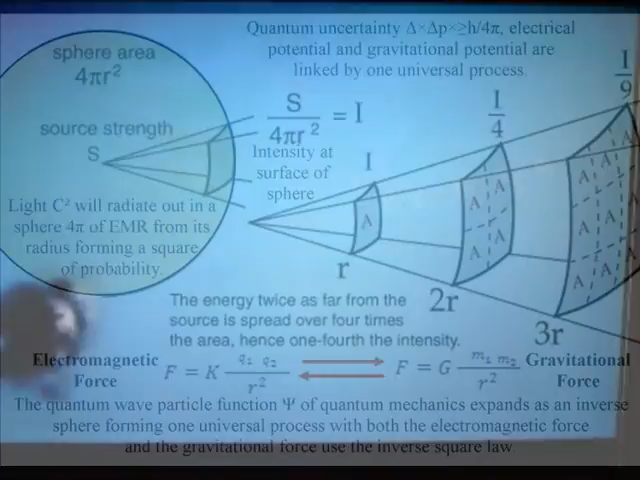 Quantum uncertainty Δ×Δp×≥h/4π, electrical
potential and gravitational potential are
linked by one universal process.
sphere area
4πr²
source strength
S
S
4πr² = I
Intensity at
surface of
sphere
I
I
4
I
9
A
A A
A A
A A A
A A A
A A A
r
2r
3r
Light C² will radiate out in a
sphere 4π of EMR from its
radius forming a square
of probability.
The energy twice as far from the
source is spread over four times
the area, hence one-fourth the intensity.
Electromagnetic
Force
F = K q₁ q₂
r²
F = G m₁ m₂
r²
Gravitational
Force
The quantum wave particle function Ψ of quantum mechanics expands as an inverse
sphere forming one universal process with both the electromagnetic force
and the gravitational force use the inverse square law.